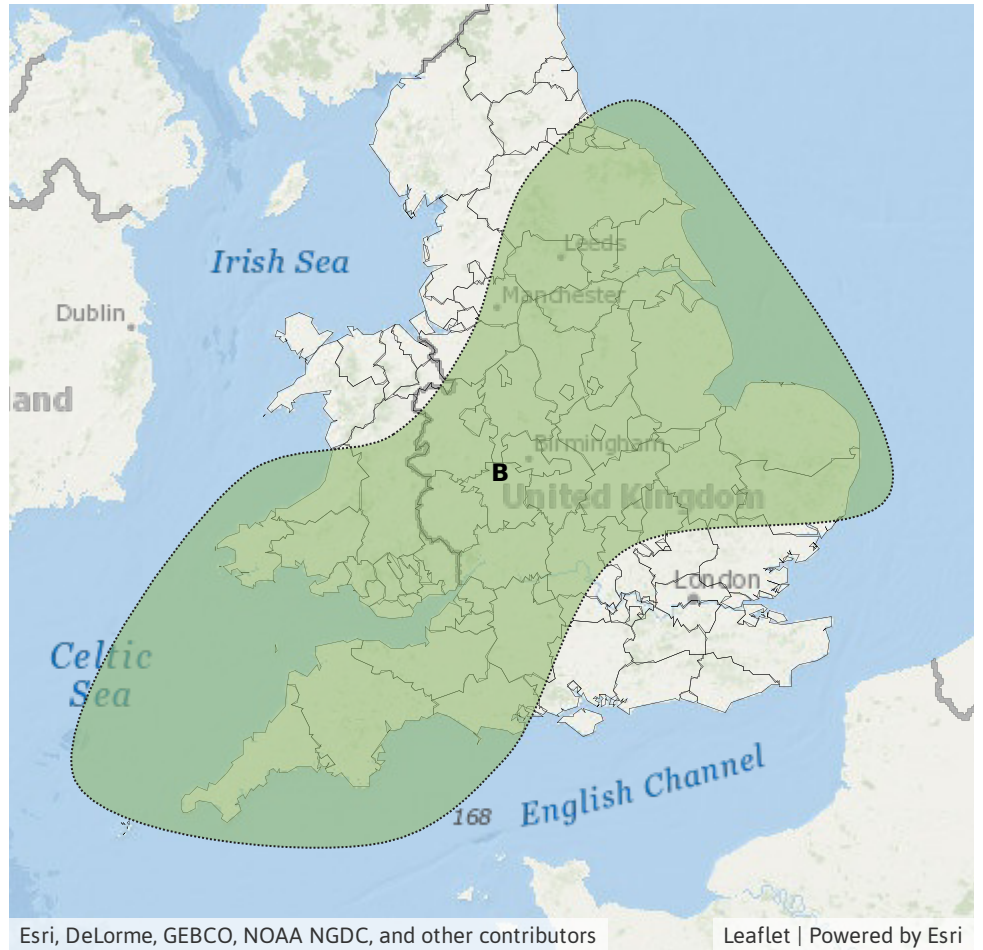 Leeds
Irish Sea
Manchester
Dublin
land
Birmingham
B
United Kingdom
London
Celtic
Sea
English Channel
168
Esri, DeLorme, GEBCO, NOAA NGDC, and other contributors
Leaflet | Powered by Esri